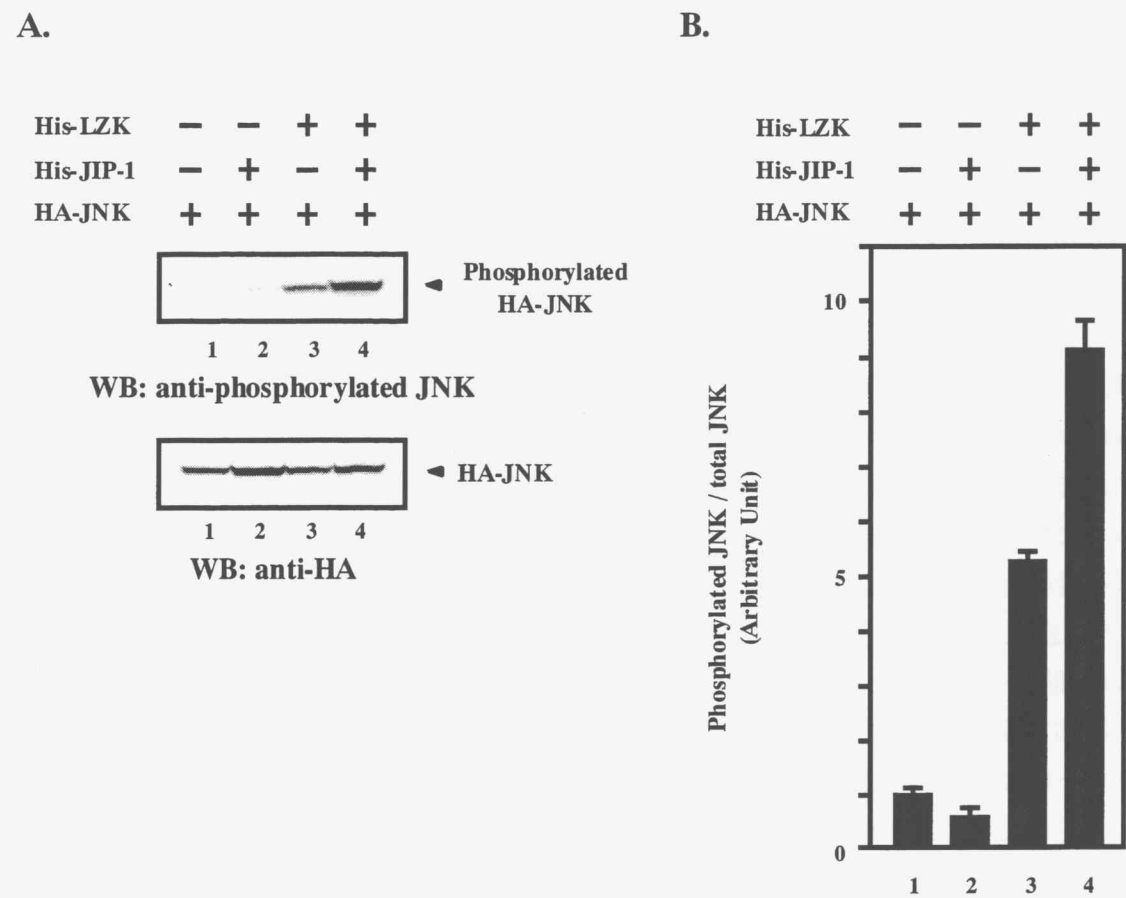 A.
His-LZK − − + +
His-JIP-1 − + − +
HA-JNK + + + +
Phosphorylated
HA-JNK
1 2 3 4
WB: anti-phosphorylated JNK
HA-JNK
1 2 3 4
WB: anti-HA
B.
His-LZK − − + +
His-JIP-1 − + − +
HA-JNK + + + +
Phosphorylated JNK / total JNK
(Arbitrary Unit)
10
5
0
1 2 3 4